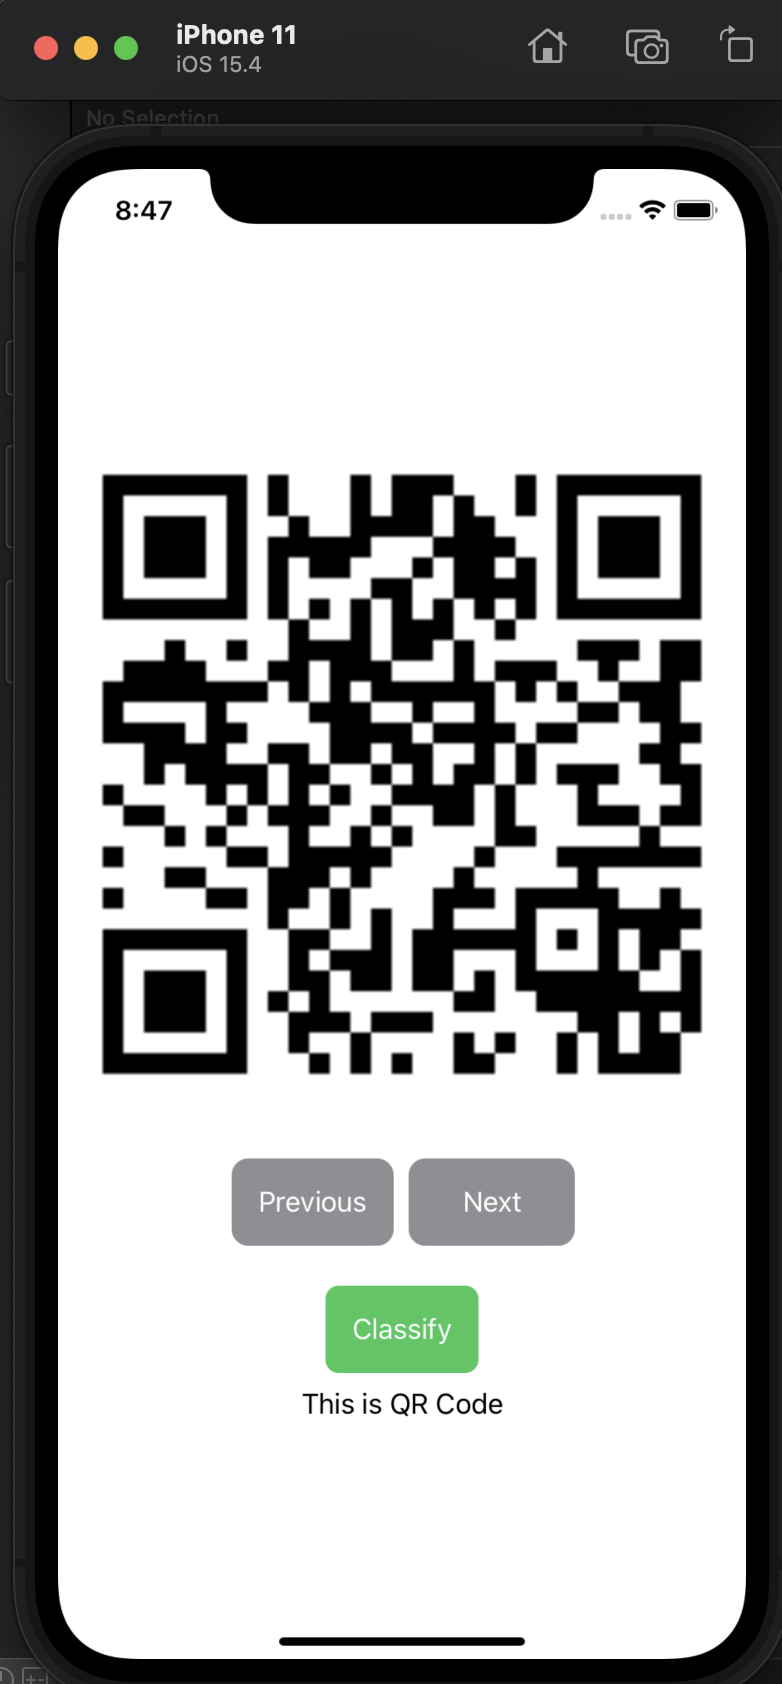 iPhone 11
iOS 15.4
No Selection
8:47
Previous
Next
Classify
This is QR Code